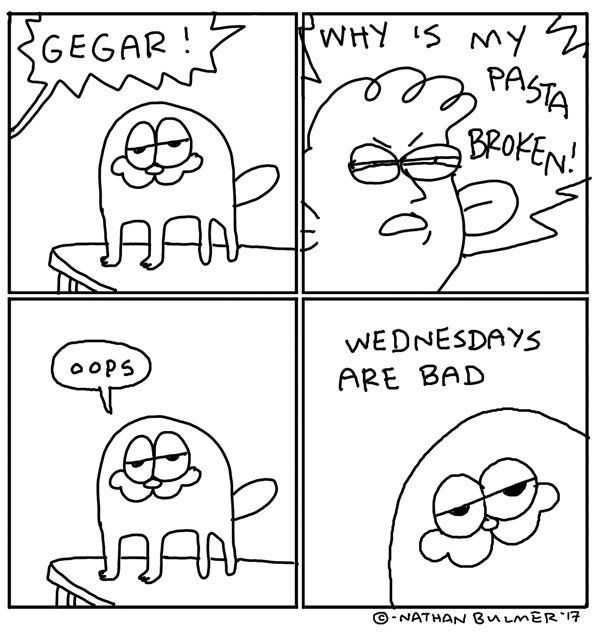 GEGAR!
WHY IS MY
PASTA
BROKEN!
OOPS
WEDNESDAYS
ARE BAD
©-NATHAN BULMER '17